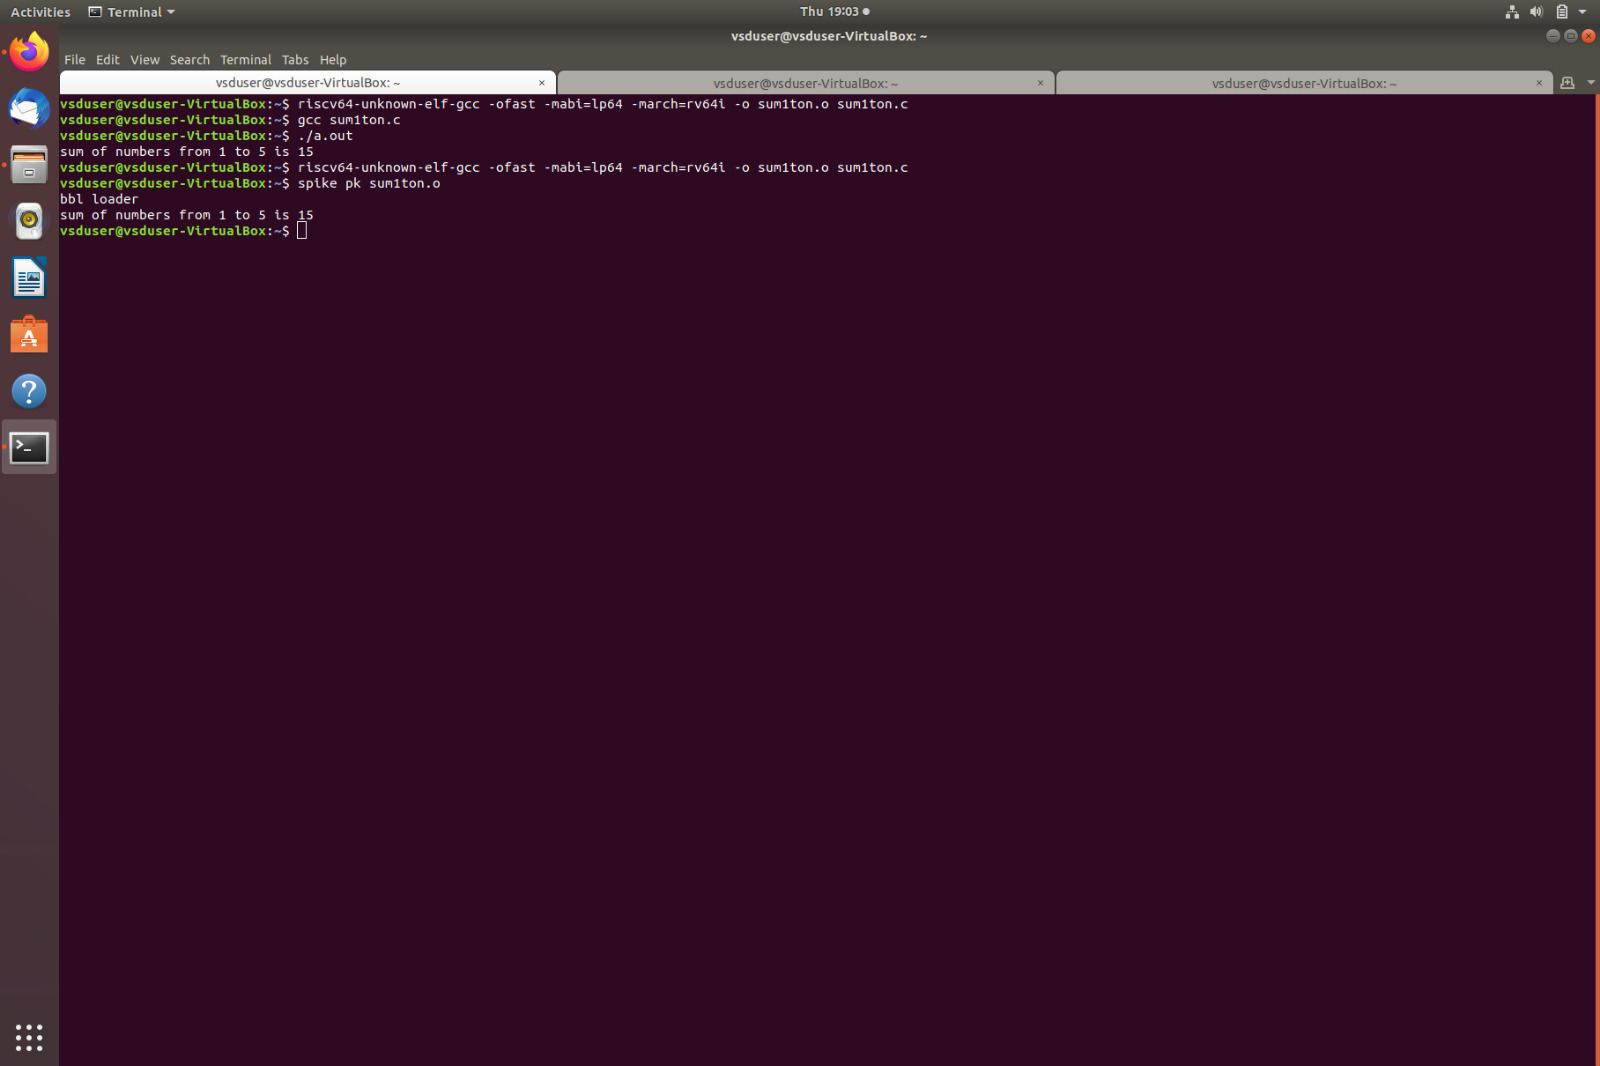 Activities Terminal Thu 19:03
vsduser@vsduser-VirtualBox: ~
File Edit View Search Terminal Tabs Help
vsduser@vsduser-VirtualBox: ~ × vsduser@vsduser-VirtualBox: ~ × vsduser@vsduser-VirtualBox: ~ ×
vsduser@vsduser-VirtualBox:~$ riscv64-unknown-elf-gcc -ofast -mabi=lp64 -march=rv64i -o sum1ton.o sum1ton.c
vsduser@vsduser-VirtualBox:~$ gcc sum1ton.c
vsduser@vsduser-VirtualBox:~$ ./a.out
sum of numbers from 1 to 5 is 15
vsduser@vsduser-VirtualBox:~$ riscv64-unknown-elf-gcc -ofast -mabi=lp64 -march=rv64i -o sum1ton.o sum1ton.c
vsduser@vsduser-VirtualBox:~$ spike pk sum1ton.o
bbl loader
sum of numbers from 1 to 5 is 15
vsduser@vsduser-VirtualBox:~$